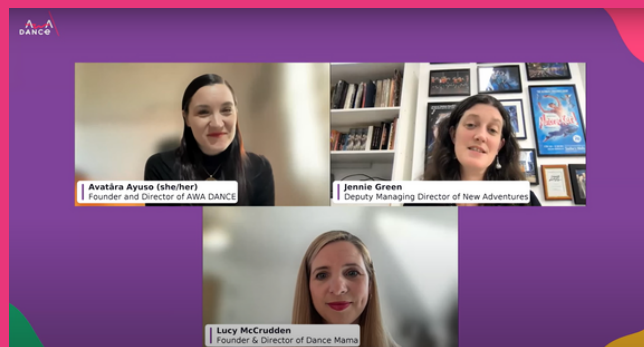 AWA
DANCE
Avatâra Ayuso (she/her)
Founder and Director of AWA DANCE
Jennie Green
Deputy Managing Director of New Adventures
Lucy McCrudden
Founder & Director of Dance Mama